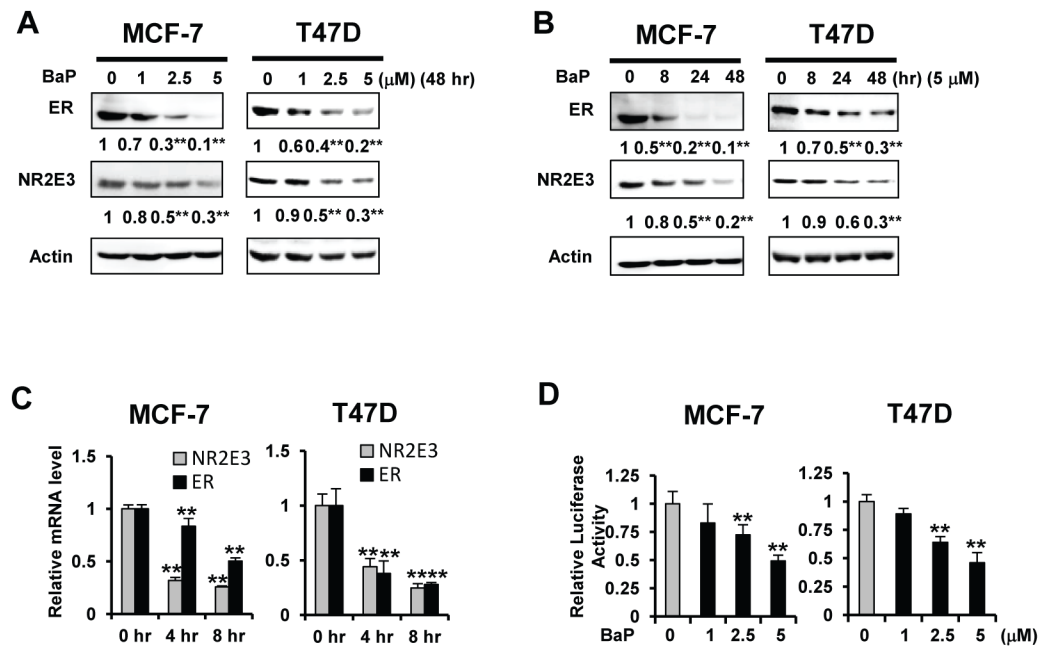 A
MCF-7 T47D
BaP 0 1 2.5 5 0 1 2.5 5 (μM) (48 hr)
ER
1 0.7 0.3** 0.1** 1 0.6 0.4** 0.2**
NR2E3
1 0.8 0.5** 0.3** 1 0.9 0.5** 0.3**
Actin
B
MCF-7 T47D
BaP 0 8 24 48 0 8 24 48 (hr) (5 μM)
ER
1 0.5** 0.2** 0.1** 1 0.7 0.5** 0.3**
NR2E3
1 0.8 0.5** 0.2** 1 0.9 0.6 0.3**
Actin
C
MCF-7
Relative mRNA level
1.5
1
0.5
0
NR2E3
ER
** ** ** **
0 hr 4 hr 8 hr
T47D
1.5
1
0.5
0
NR2E3
ER
** ** ****
0 hr 4 hr 8 hr
D
MCF-7
Relative Luciferase
Activity
1.25
1
0.75
0.5
0.25
0
** **
BaP 0 1 2.5 5
T47D
1.25
1
0.75
0.5
0.25
0
** **
0 1 2.5 5 (μM)